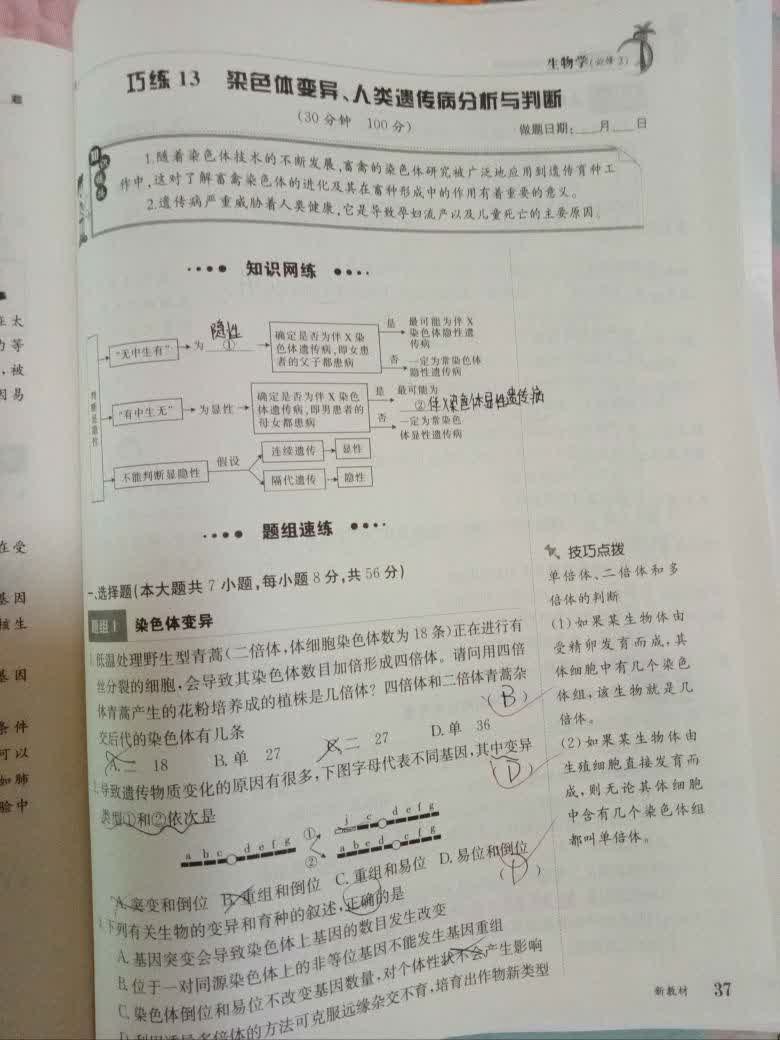 生物学(必修2)
巧练 13 染色体变异、人类遗传病分析与判断
(30 分钟 100 分)
做题日期:___月___日
1.随着染色体技术的不断发展,畜禽的染色体研究被广泛地应用到遗传育种工
作中,这对了解畜禽染色体的进化及其在畜种形成中的作用有着重要的意义。
2.遗传病严重威胁着人类健康,它是导致孕妇流产以及儿童死亡的主要原因。
知识网练
判断显隐性
“无中生有”
为
隐性
①
确定是否为伴 X 染
色体遗传病,即女患
者的父子都患病
是 最可能为伴 X
染色体隐性遗
传病
否 一定为常染色体
隐性遗传病
“有中生无”
为显性
确定是否为伴 X 染色
体遗传病,即男患者的
母女都患病
是 最可能为
②伴X染色体显性遗传病
否 一定为常染色
体显性遗传病
不能判断显隐性
假设
连续遗传
显性
隔代遗传
隐性
题组速练
一、选择题(本大题共 7 小题,每小题 8 分,共 56 分)
题组 1 染色体变异
1.低温处理野生型青蒿(二倍体,体细胞染色体数为 18 条)正在进行有
丝分裂的细胞,会导致其染色体数目加倍形成四倍体。请问用四倍
体青蒿产生的花粉培养成的植株是几倍体? 四倍体和二倍体青蒿杂
交后代的染色体有几条
( B )
A.二 18 B.单 27 C.二 27 D.单 36
2.导致遗传物质变化的原因有很多,下图字母代表不同基因,其中变异
类型①和②依次是
( D )
a b c d e f g
①
j c d e f g
②
a b e d c f g
A.突变和倒位 B.重组和倒位 C.重组和易位 D.易位和倒位
3.下列有关生物的变异和育种的叙述,正确的是
( D )
A.基因突变会导致染色体上基因的数目发生改变
B.位于一对同源染色体上的非等位基因不能发生基因重组
C.染色体倒位和易位不改变基因数量,对个体性状不会产生影响
D.利用诱导多倍体的方法可克服远缘杂交不育,培育出作物新类型
技巧点拨
单倍体、二倍体和多
倍体的判断
(1)如果某生物体由
受精卵发育而成,其
体细胞中有几个染色
体组,该生物就是几
倍体。
(2)如果某生物体由
生殖细胞直接发育而
成,则无论其体细胞
中含有几个染色体组
都叫单倍体。
新教材 37